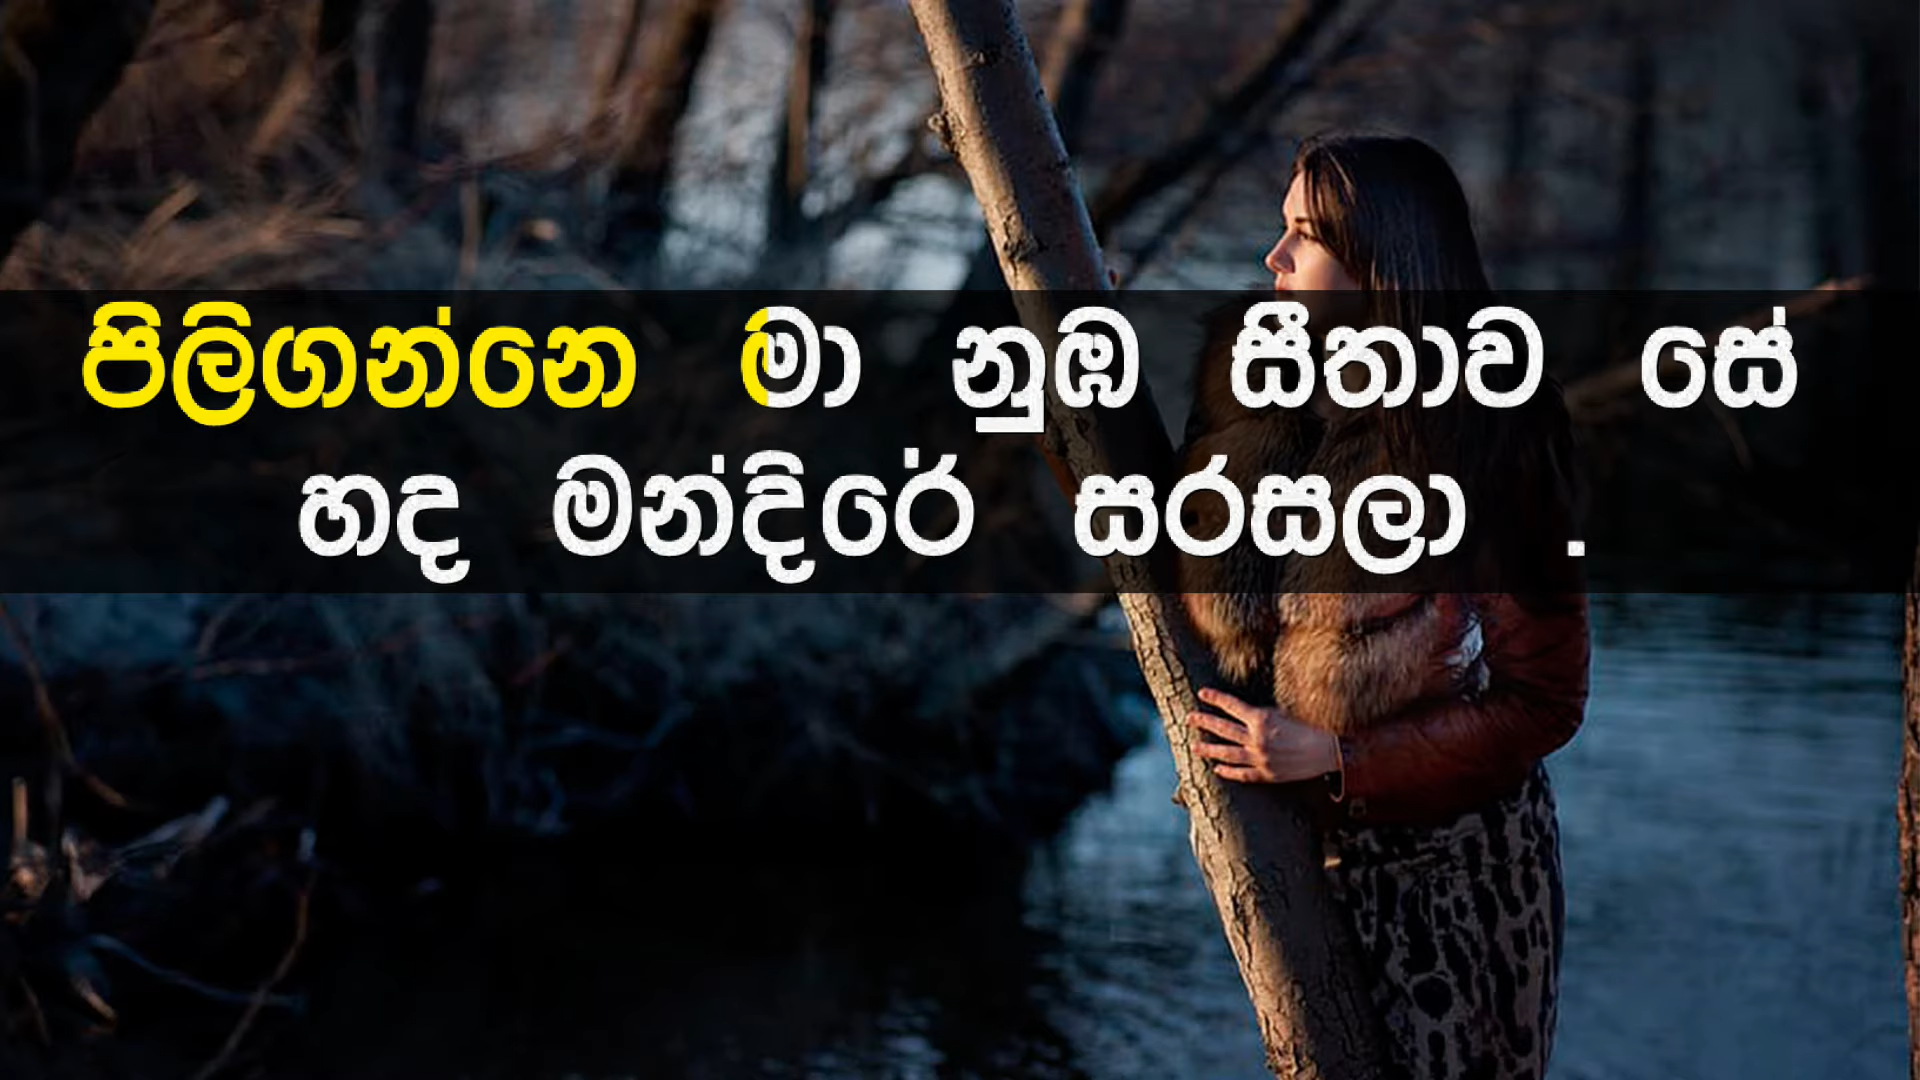 පිලිගන්නෙ මා නුඹ සීතාව සේ
හද මන්දිරේ සරසලා .